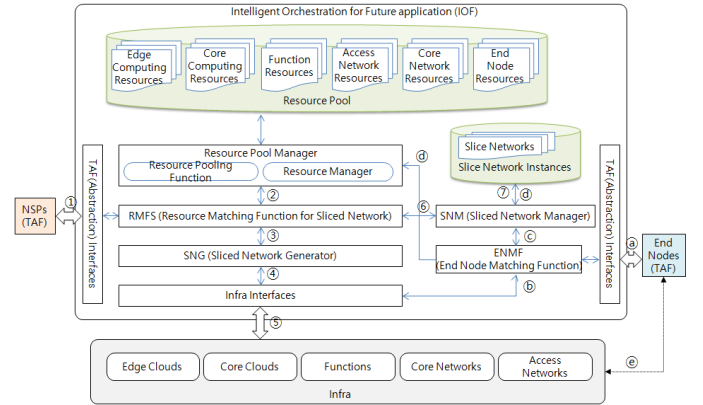 Intelligent Orchestration for Future application (IOF)
Edge
Computing
Resources
Core
Computing
Resources
Function
Resources
Access
Network
Resources
Core
Network
Resources
End
Node
Resources
Resource Pool
Slice Networks
Slice Network Instances
Resource Pool Manager
Resource Pooling
Function
Resource Manager
ⓓ
⑦
ⓓ
②
⑥
TAF(Abstraction) Interfaces
NSPs
(TAF)
①
RMFS (Resource Matching Function for Sliced Network)
SNM (Sliced Network Manager)
③
ⓒ
SNG (Sliced Network Generator)
ENMF
(End Node Matching Function)
TAF(Abstraction) Interfaces
ⓐ
End
Nodes
(TAF)
④
ⓑ
Infra Interfaces
⑤
Edge Clouds
Core Clouds
Functions
Core Networks
Access
Networks
ⓔ
Infra